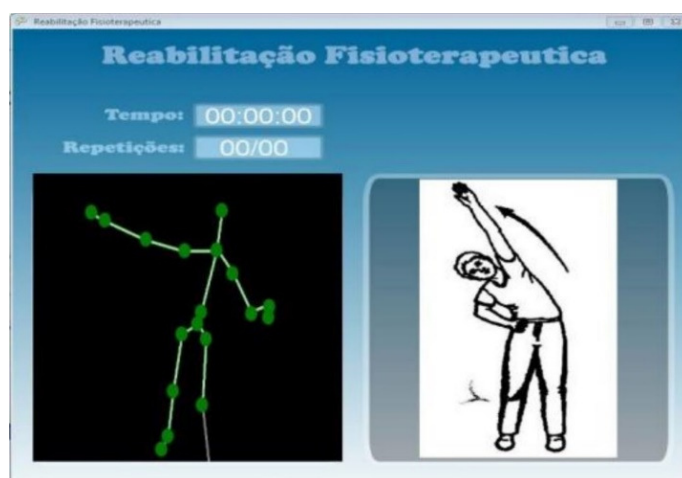 Reabilitação Fisioterapeutica
Reabilitação Fisioterapeutica
Tempo: 00:00:00
Repetições: 00/00